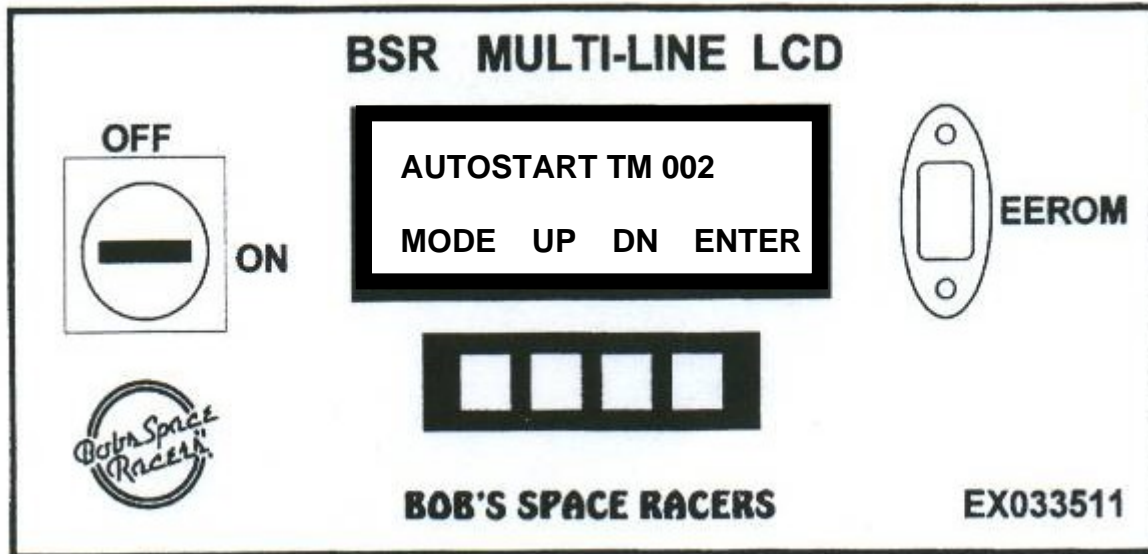 BSR MULTI-LINE LCD
OFF
ON
AUTOSTART TM 002
MODE UP DN ENTER
EEROM
Bob's Space
Racers
BOB'S SPACE RACERS
EX033511